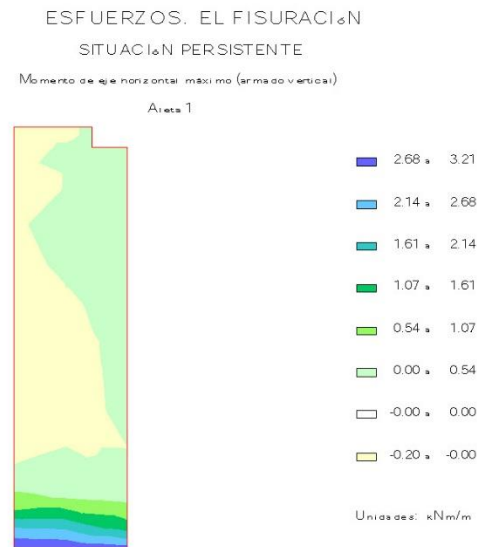 ESFUERZOS. EL FISURACIóN
SITUACIóN PERSISTENTE
Momento de eje horizontal máximo (armado vertical)
Aleta 1
2.68 a 3.21
2.14 a 2.68
1.61 a 2.14
1.07 a 1.61
0.54 a 1.07
0.00 a 0.54
-0.00 a 0.00
-0.20 a -0.00
Unidades: kNm/m